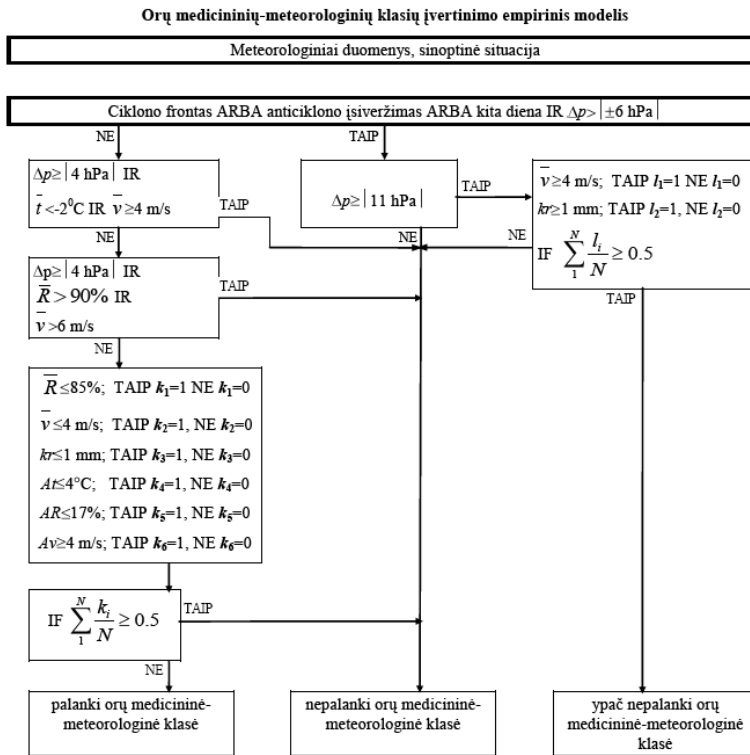 Orų medicininių-meteorologinių klasių įvertinimo empirinis modelis
Meteorologiniai duomenys, sinoptinė situacija
Ciklono frontas ARBA anticiklono įsiveržimas ARBA kita diena IR Δp>|±6 hPa|
NE
TAIP
Δp≥|4 hPa| IR
t̄<-2⁰C IR v̄≥4 m/s
TAIP
NE
Δp≥|11 hPa|
TAIP
NE
v̄≥4 m/s; TAIP l₁=1 NE l₁=0
kr≥1 mm; TAIP l₂=1, NE l₂=0
IF ∑₁ᴺ lᵢ/N ≥ 0.5
NE
TAIP
Δp≥|4 hPa| IR
R̄ > 90% IR
v̄>6 m/s
TAIP
NE
R̄≤85%; TAIP k₁=1 NE k₁=0
v̄≤4 m/s; TAIP k₂=1, NE k₂=0
kr≤1 mm; TAIP k₃=1, NE k₃=0
At≤4°C; TAIP k₄=1, NE k₄=0
AR≤17%; TAIP k₅=1, NE k₅=0
Av≥4 m/s; TAIP k₆=1, NE k₆=0
IF ∑₁ᴺ kᵢ/N ≥ 0.5
TAIP
NE
palanki orų medicininė-
meteorologinė klasė
nepalanki orų medicininė-
meteorologinė klasė
ypač nepalanki orų
medicininė-meteorologinė
klasė